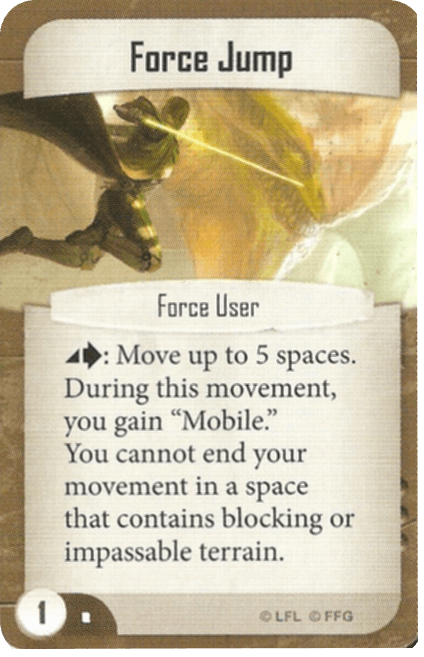 Force Jump
Force User
: Move up to 5 spaces.
During this movement,
you gain “Mobile.”
You cannot end your
movement in a space
that contains blocking or
impassable terrain.
1
© LFL © FFG